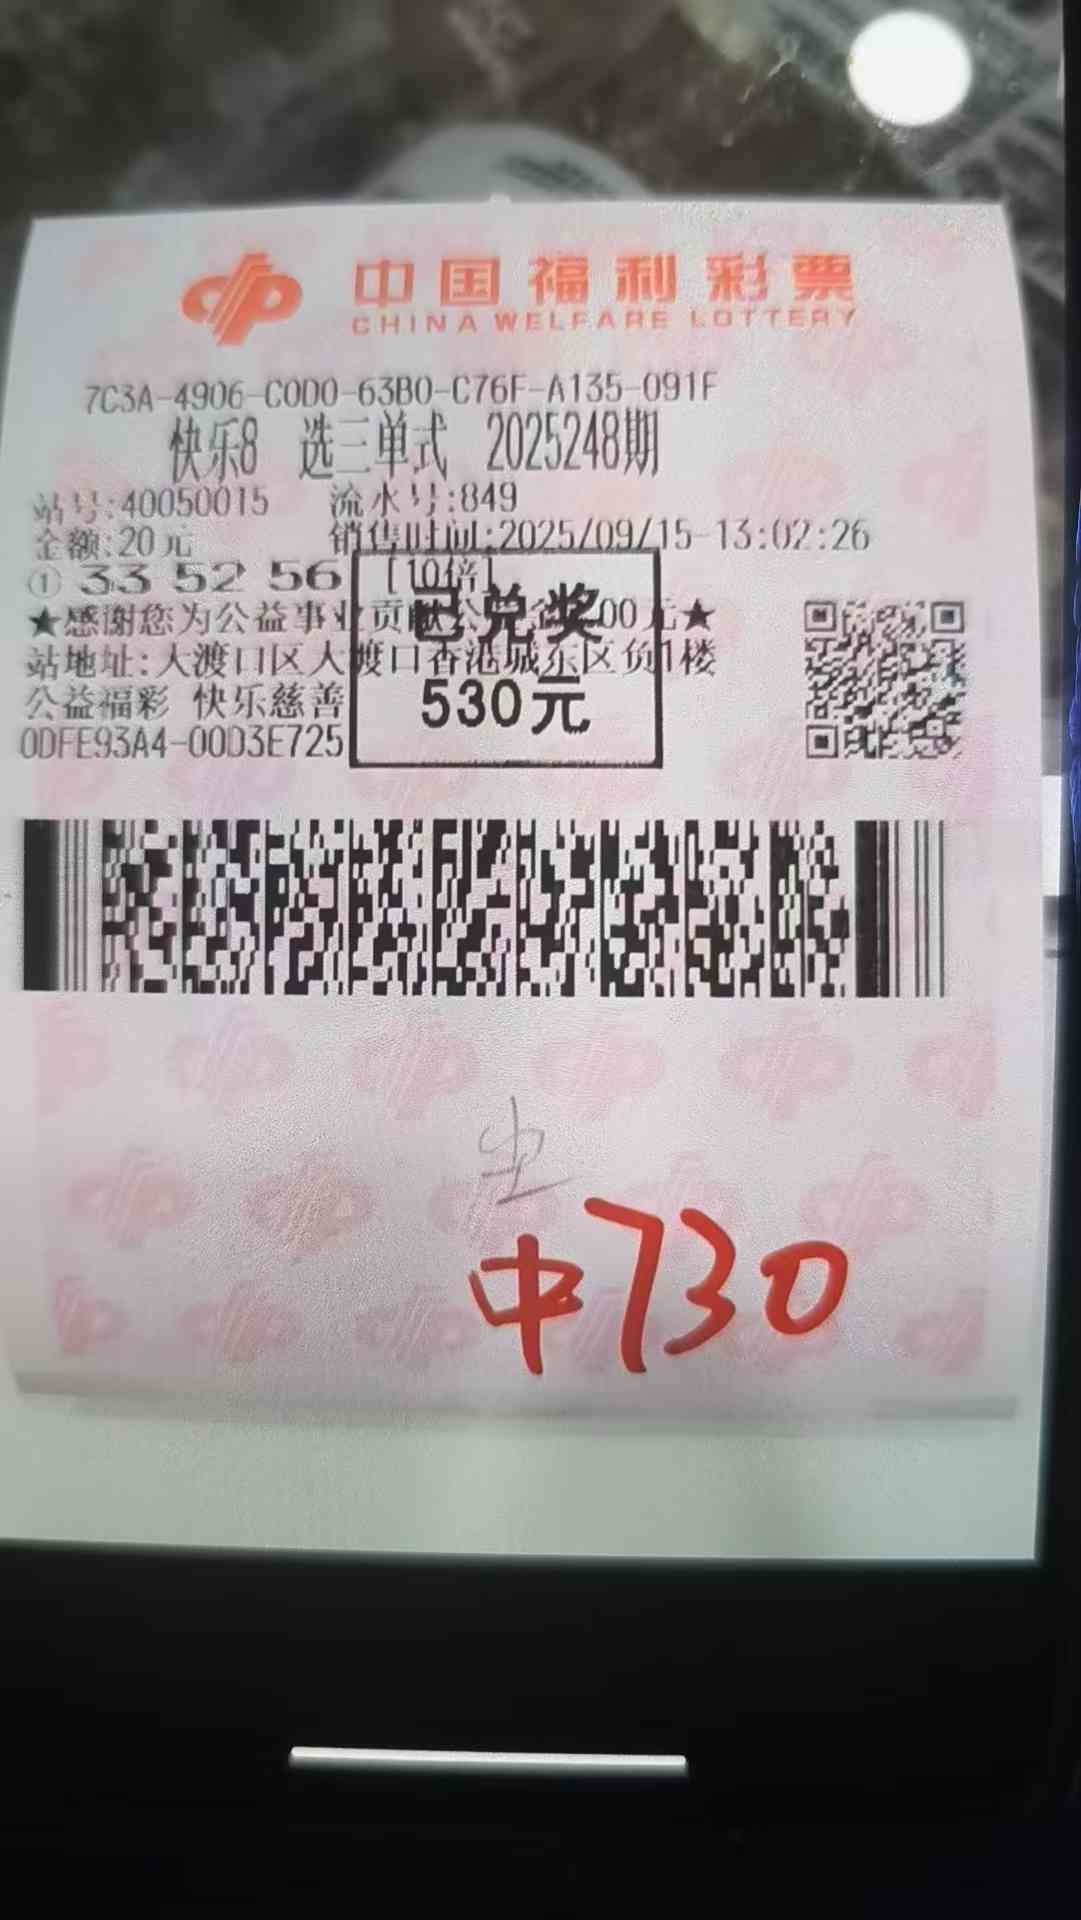 中国福利彩票
CHINA WELFARE LOTTERY
7C3A-4906-C0D0-63B0-C76F-A135-091F
快乐8 选三单式 2025248期
站号:40050015 流水号:849
金额:20元 销售时间:2025/09/15-13:02:26
① 33 52 56 [10倍]
已兑奖
★感谢您为公益事业贡献公 00元★
站地址:大渡口区大渡口香港城东区负1楼
公益福彩 快乐慈善
530元
0DFE93A4-00D3E725
中730